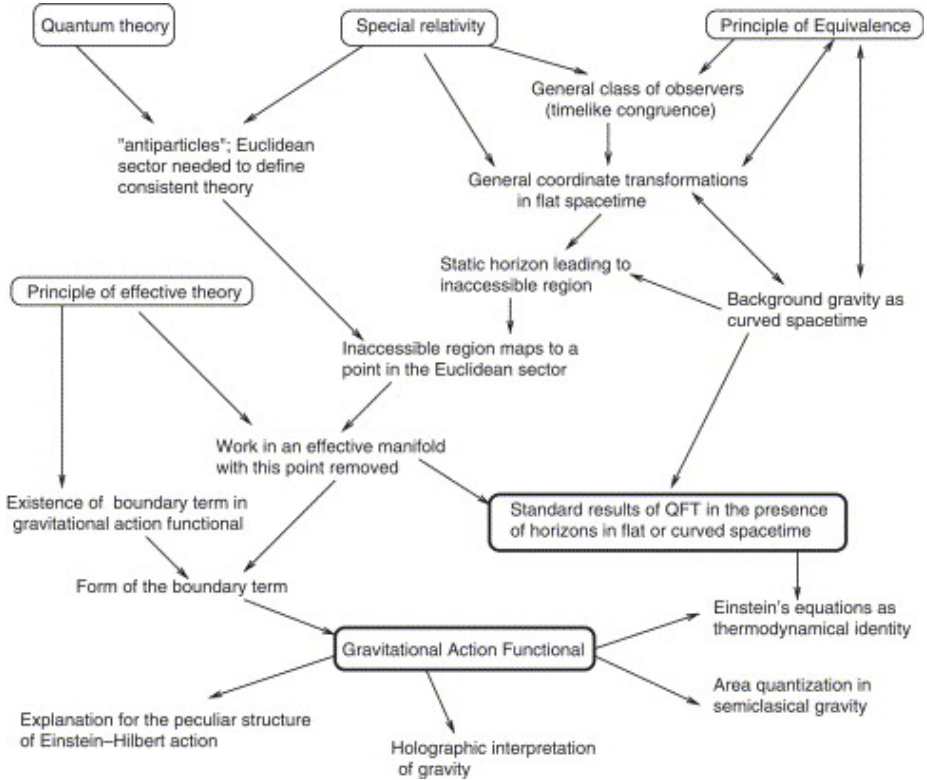 Quantum theory
Special relativity
Principle of Equivalence
General class of observers
(timelike congruence)
"antiparticles"; Euclidean
sector needed to define
consistent theory
General coordinate transformations
in flat spacetime
Static horizon leading to
inaccessible region
Principle of effective theory
Background gravity as
curved spacetime
Inaccessible region maps to a
point in the Euclidean sector
Work in an effective manifold
with this point removed
Existence of boundary term in
gravitational action functional
Standard results of QFT in the presence
of horizons in flat or curved spacetime
Form of the boundary term
Einstein's equations as
thermodynamical identity
Gravitational Action Functional
Area quantization in
semiclasical gravity
Explanation for the peculiar structure
of Einstein–Hilbert action
Holographic interpretation
of gravity